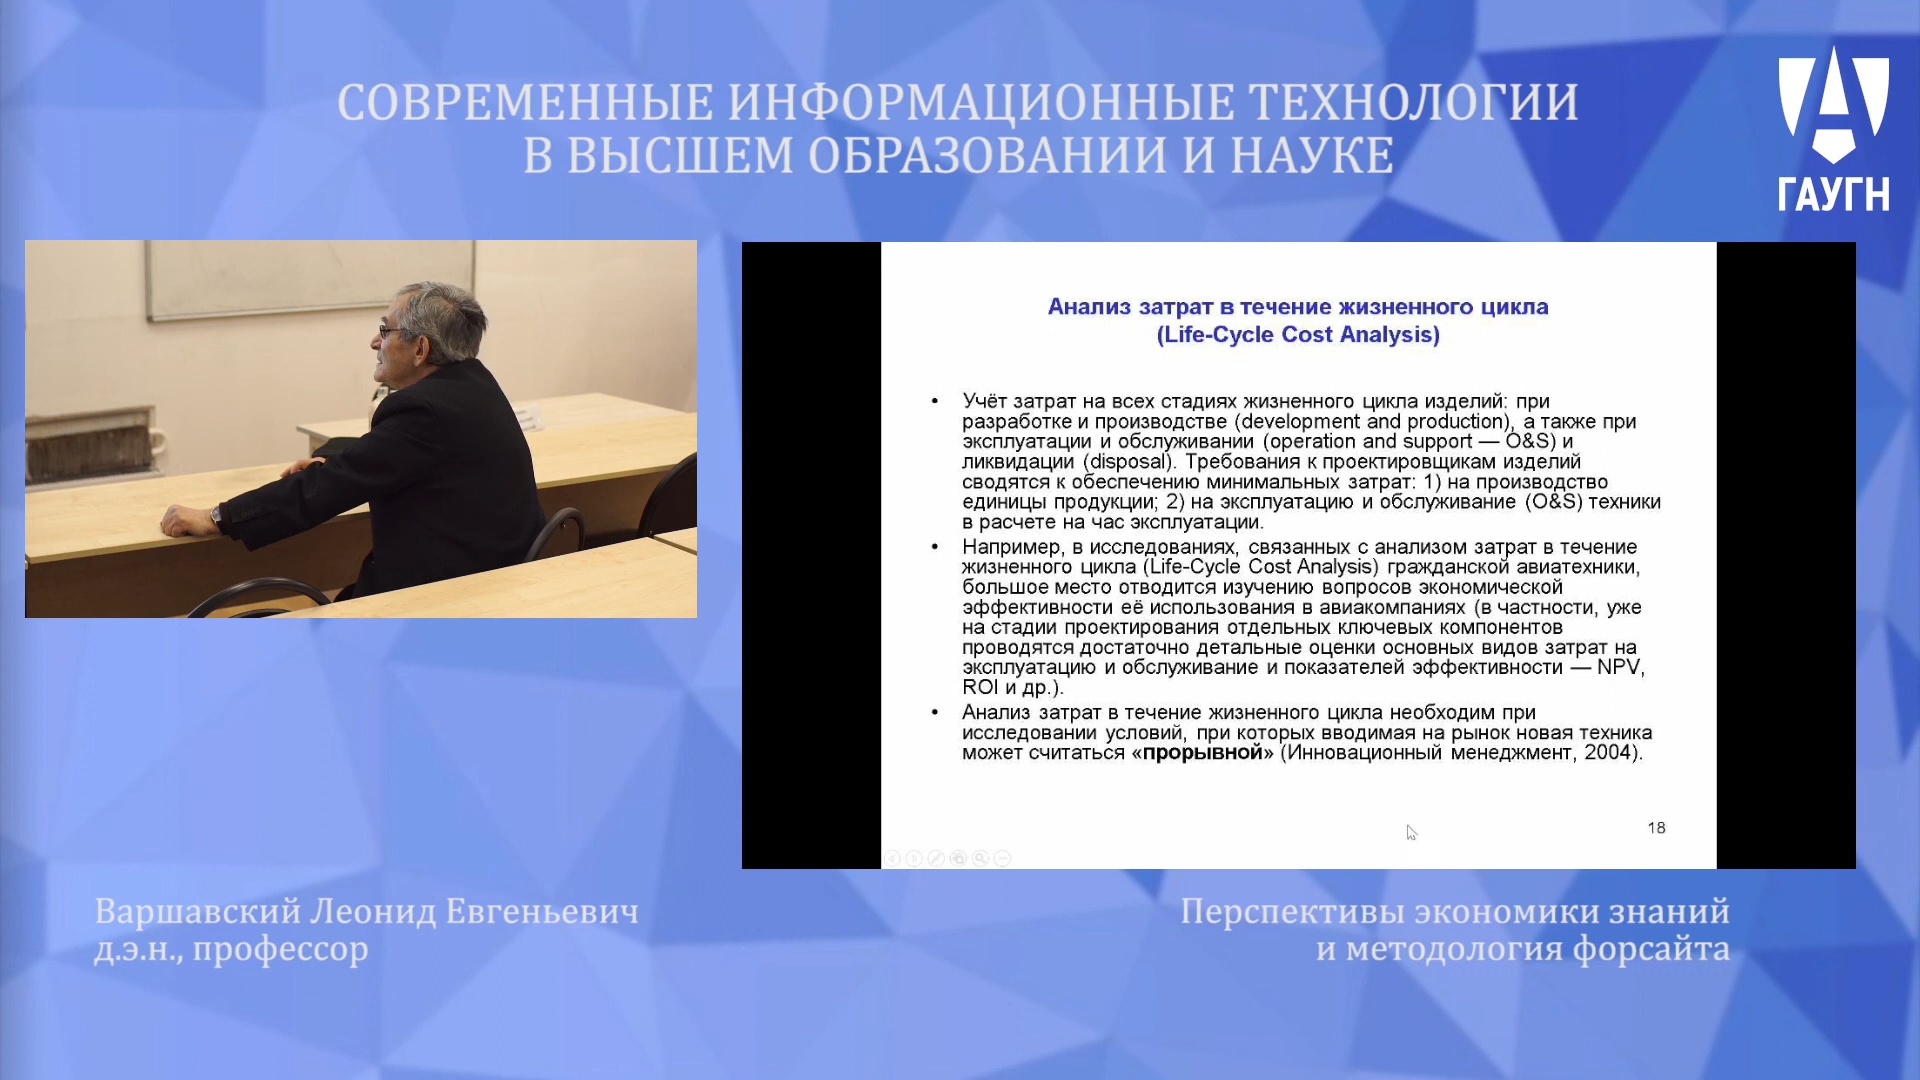 СОВРЕМЕННЫЕ ИНФОРМАЦИОННЫЕ ТЕХНОЛОГИИ
В ВЫСШЕМ ОБРАЗОВАНИИ И НАУКЕ
ГАУГН
Анализ затрат в течение жизненного цикла
(Life-Cycle Cost Analysis)
• Учёт затрат на всех стадиях жизненного цикла изделий: при
разработке и производстве (development and production), а также при
эксплуатации и обслуживании (operation and support — O&S) и
ликвидации (disposal). Требования к проектировщикам изделий
сводятся к обеспечению минимальных затрат: 1) на производство
единицы продукции; 2) на эксплуатацию и обслуживание (O&S) техники
в расчете на час эксплуатации.
• Например, в исследованиях, связанных с анализом затрат в течение
жизненного цикла (Life-Cycle Cost Analysis) гражданской авиатехники,
большое место отводится изучению вопросов экономической
эффективности её использования в авиакомпаниях (в частности, уже
на стадии проектирования отдельных ключевых компонентов
проводятся достаточно детальные оценки основных видов затрат на
эксплуатацию и обслуживание и показателей эффективности — NPV,
ROI и др.).
• Анализ затрат в течение жизненного цикла необходим при
исследовании условий, при которых вводимая на рынок новая техника
может считаться «прорывной» (Инновационный менеджмент, 2004).
18
Варшавский Леонид Евгеньевич
д.э.н., профессор
Перспективы экономики знаний
и методология форсайта